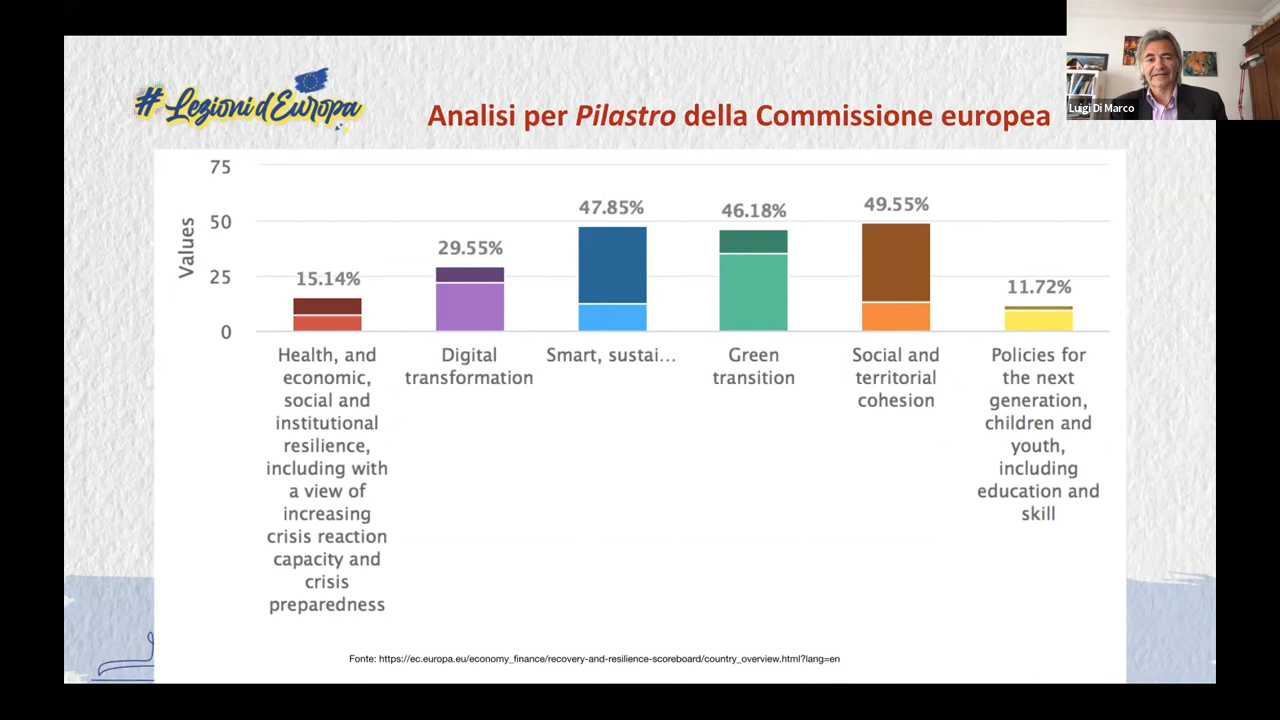 #LezionidEuropa
Analisi per Pilastro della Commissione europea
Luigi Di Marco
Values
75
50
25
0
15.14%
29.55%
47.85%
46.18%
49.55%
11.72%
Health, and
economic,
social and
institutional
resilience,
including with
a view of
increasing
crisis reaction
capacity and
crisis
preparedness
Digital
transformation
Smart, sustai...
Green
transition
Social and
territorial
cohesion
Policies for
the next
generation,
children and
youth,
including
education and
skill
Fonte: https://ec.europa.eu/economy_finance/recovery-and-resilience-scoreboard/country_overview.html?lang=en